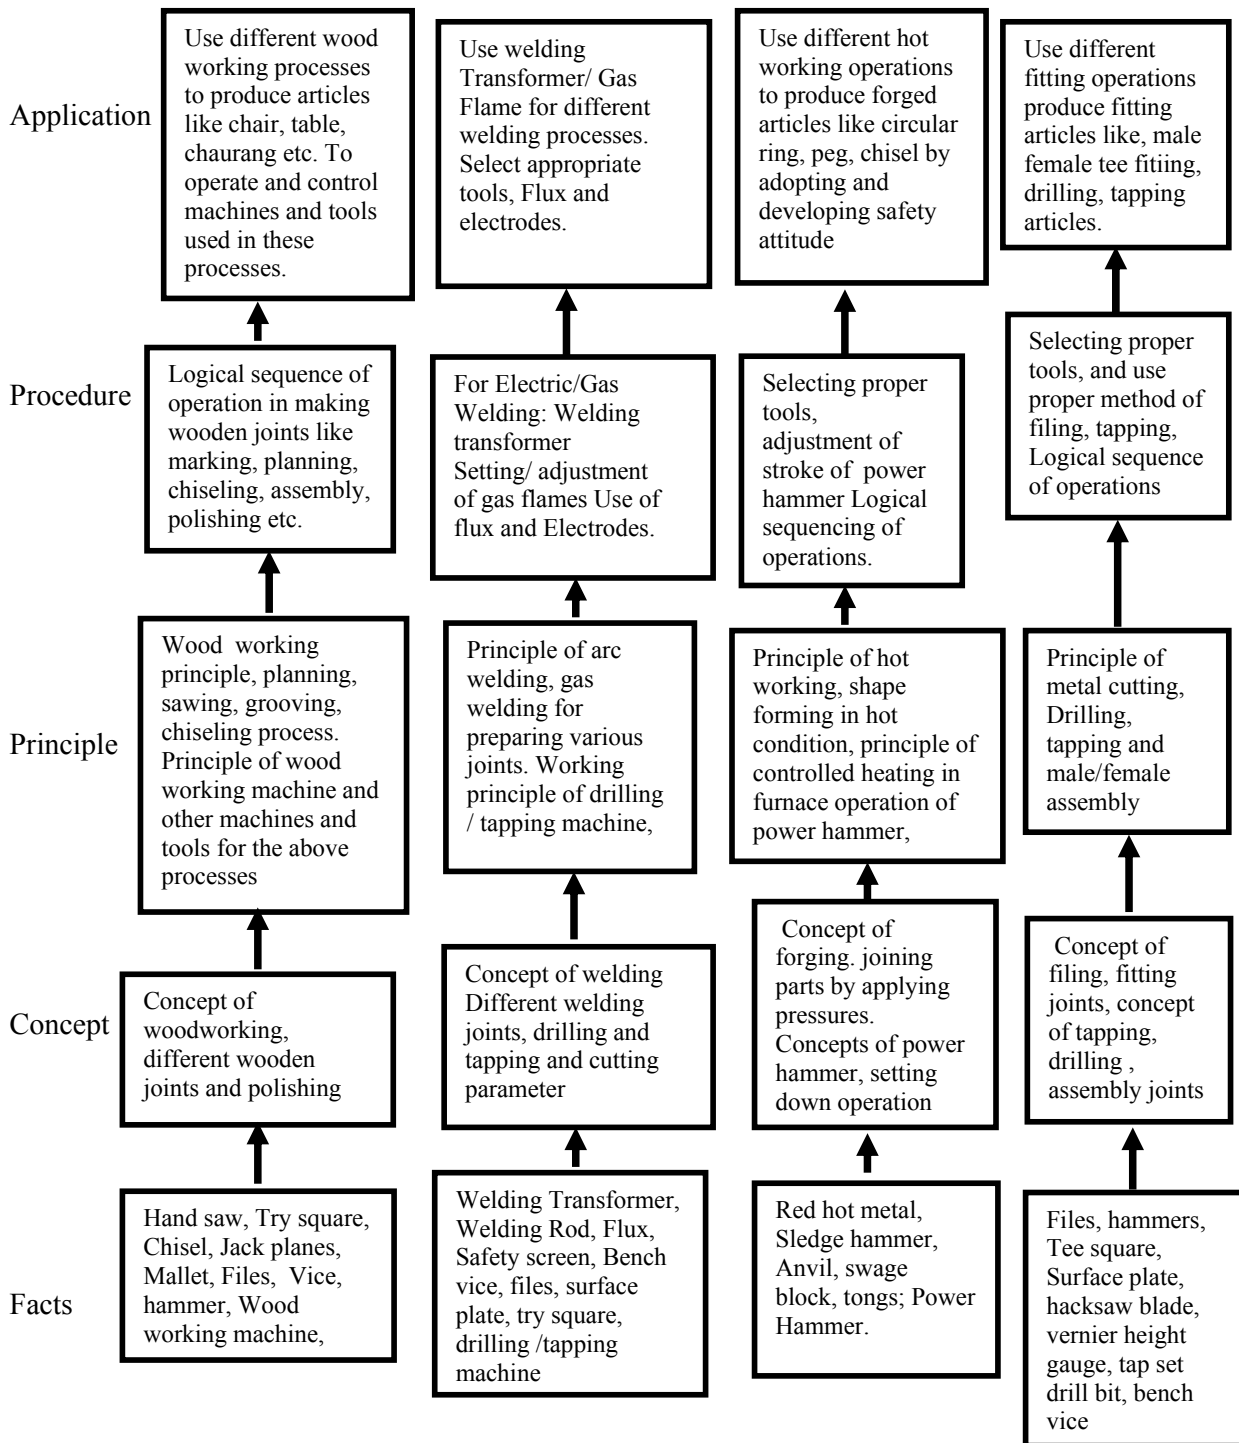 Application
Use different wood
working processes
to produce articles
like chair, table,
chaurang etc. To
operate and control
machines and tools
used in these
processes.
Use welding
Transformer/ Gas
Flame for different
welding processes.
Select appropriate
tools, Flux and
electrodes.
Use different hot
working operations
to produce forged
articles like circular
ring, peg, chisel by
adopting and
developing safety
attitude
Use different
fitting operations
produce fitting
articles like, male
female tee fitiing,
drilling, tapping
articles.
Procedure
Logical sequence of
operation in making
wooden joints like
marking, planning,
chiseling, assembly,
polishing etc.
For Electric/Gas
Welding: Welding
transformer
Setting/ adjustment
of gas flames Use of
flux and Electrodes.
Selecting proper
tools,
adjustment of
stroke of power
hammer Logical
sequencing of
operations.
Selecting proper
tools, and use
proper method of
filing, tapping,
Logical sequence
of operations
Principle
Wood working
principle, planning,
sawing, grooving,
chiseling process.
Principle of wood
working machine and
other machines and
tools for the above
processes
Principle of arc
welding, gas
welding for
preparing various
joints. Working
principle of drilling
/ tapping machine,
Principle of hot
working, shape
forming in hot
condition, principle of
controlled heating in
furnace operation of
power hammer,
Principle of
metal cutting,
Drilling,
tapping and
male/female
assembly
Concept
Concept of
woodworking,
different wooden
joints and polishing
Concept of welding
Different welding
joints, drilling and
tapping and cutting
parameter
Concept of
forging. joining
parts by applying
pressures.
Concepts of power
hammer, setting
down operation
Concept of
filing, fitting
joints, concept
of tapping,
drilling ,
assembly joints
Facts
Hand saw, Try square,
Chisel, Jack planes,
Mallet, Files, Vice,
hammer, Wood
working machine,
Welding Transformer,
Welding Rod, Flux,
Safety screen, Bench
vice, files, surface
plate, try square,
drilling /tapping
machine
Red hot metal,
Sledge hammer,
Anvil, swage
block, tongs; Power
Hammer.
Files, hammers,
Tee square,
Surface plate,
hacksaw blade,
vernier height
gauge, tap set
drill bit, bench
vice